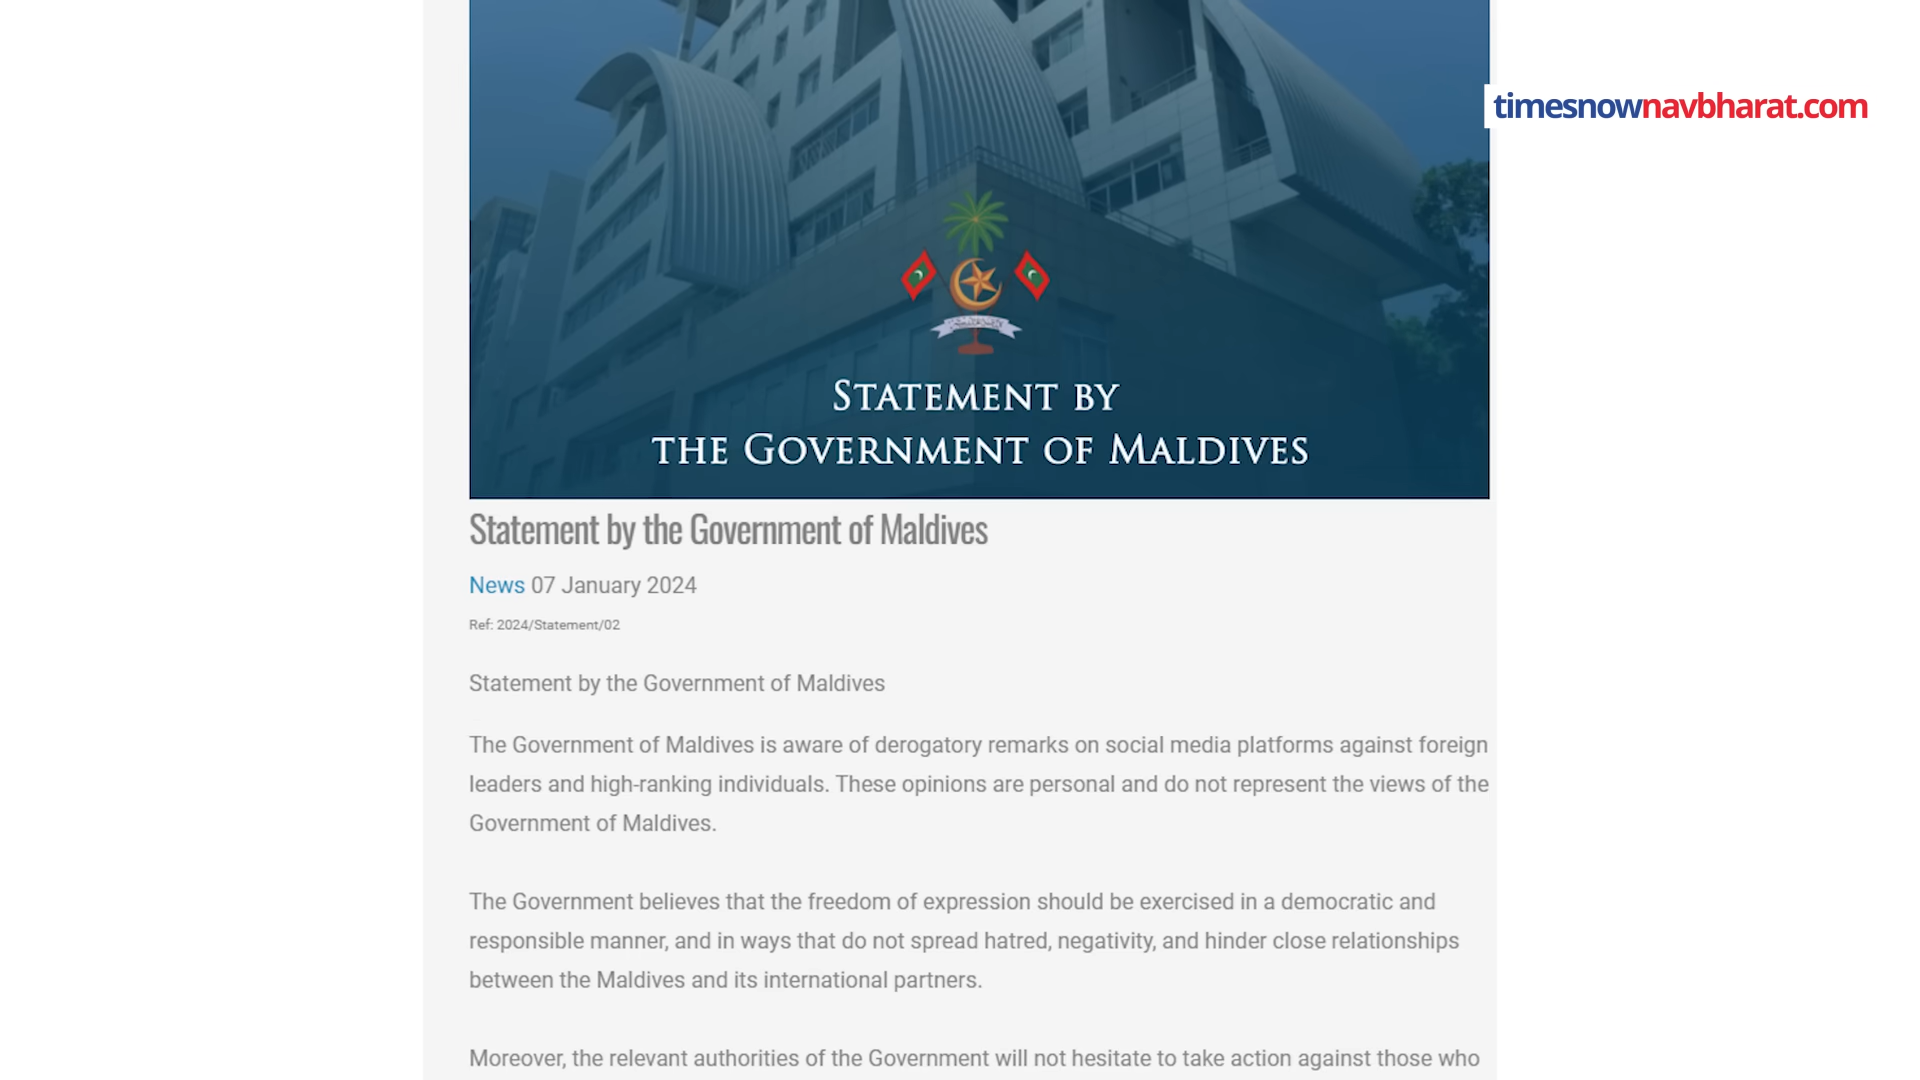 timesnownavbharat.com
STATEMENT BY
THE GOVERNMENT OF MALDIVES
Statement by the Government of Maldives
News 07 January 2024
Ref: 2024/Statement/02
Statement by the Government of Maldives
The Government of Maldives is aware of derogatory remarks on social media platforms against foreign
leaders and high-ranking individuals. These opinions are personal and do not represent the views of the
Government of Maldives.
The Government believes that the freedom of expression should be exercised in a democratic and
responsible manner, and in ways that do not spread hatred, negativity, and hinder close relationships
between the Maldives and its international partners.
Moreover, the relevant authorities of the Government will not hesitate to take action against those who